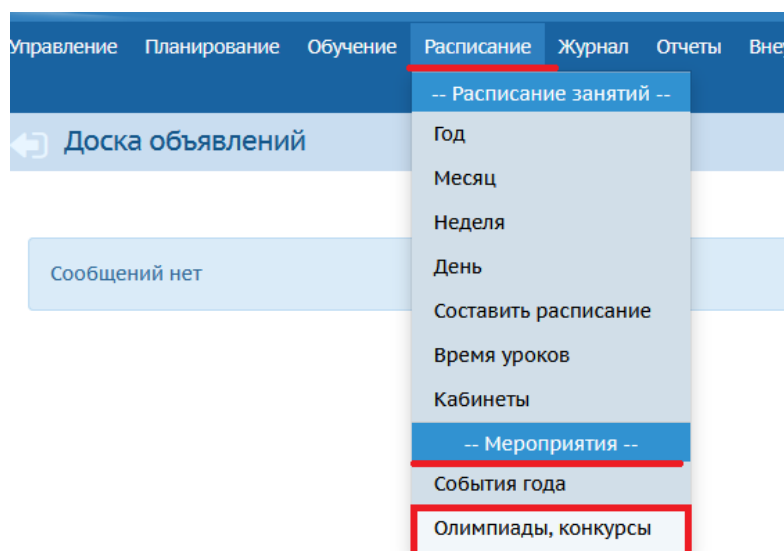 Управление Планирование Обучение Расписание Журнал Отчеты Вне
-- Расписание занятий --
Доска объявлений
Год
Месяц
Неделя
Сообщений нет
День
Составить расписание
Время уроков
Кабинеты
-- Мероприятия --
События года
Олимпиады, конкурсы